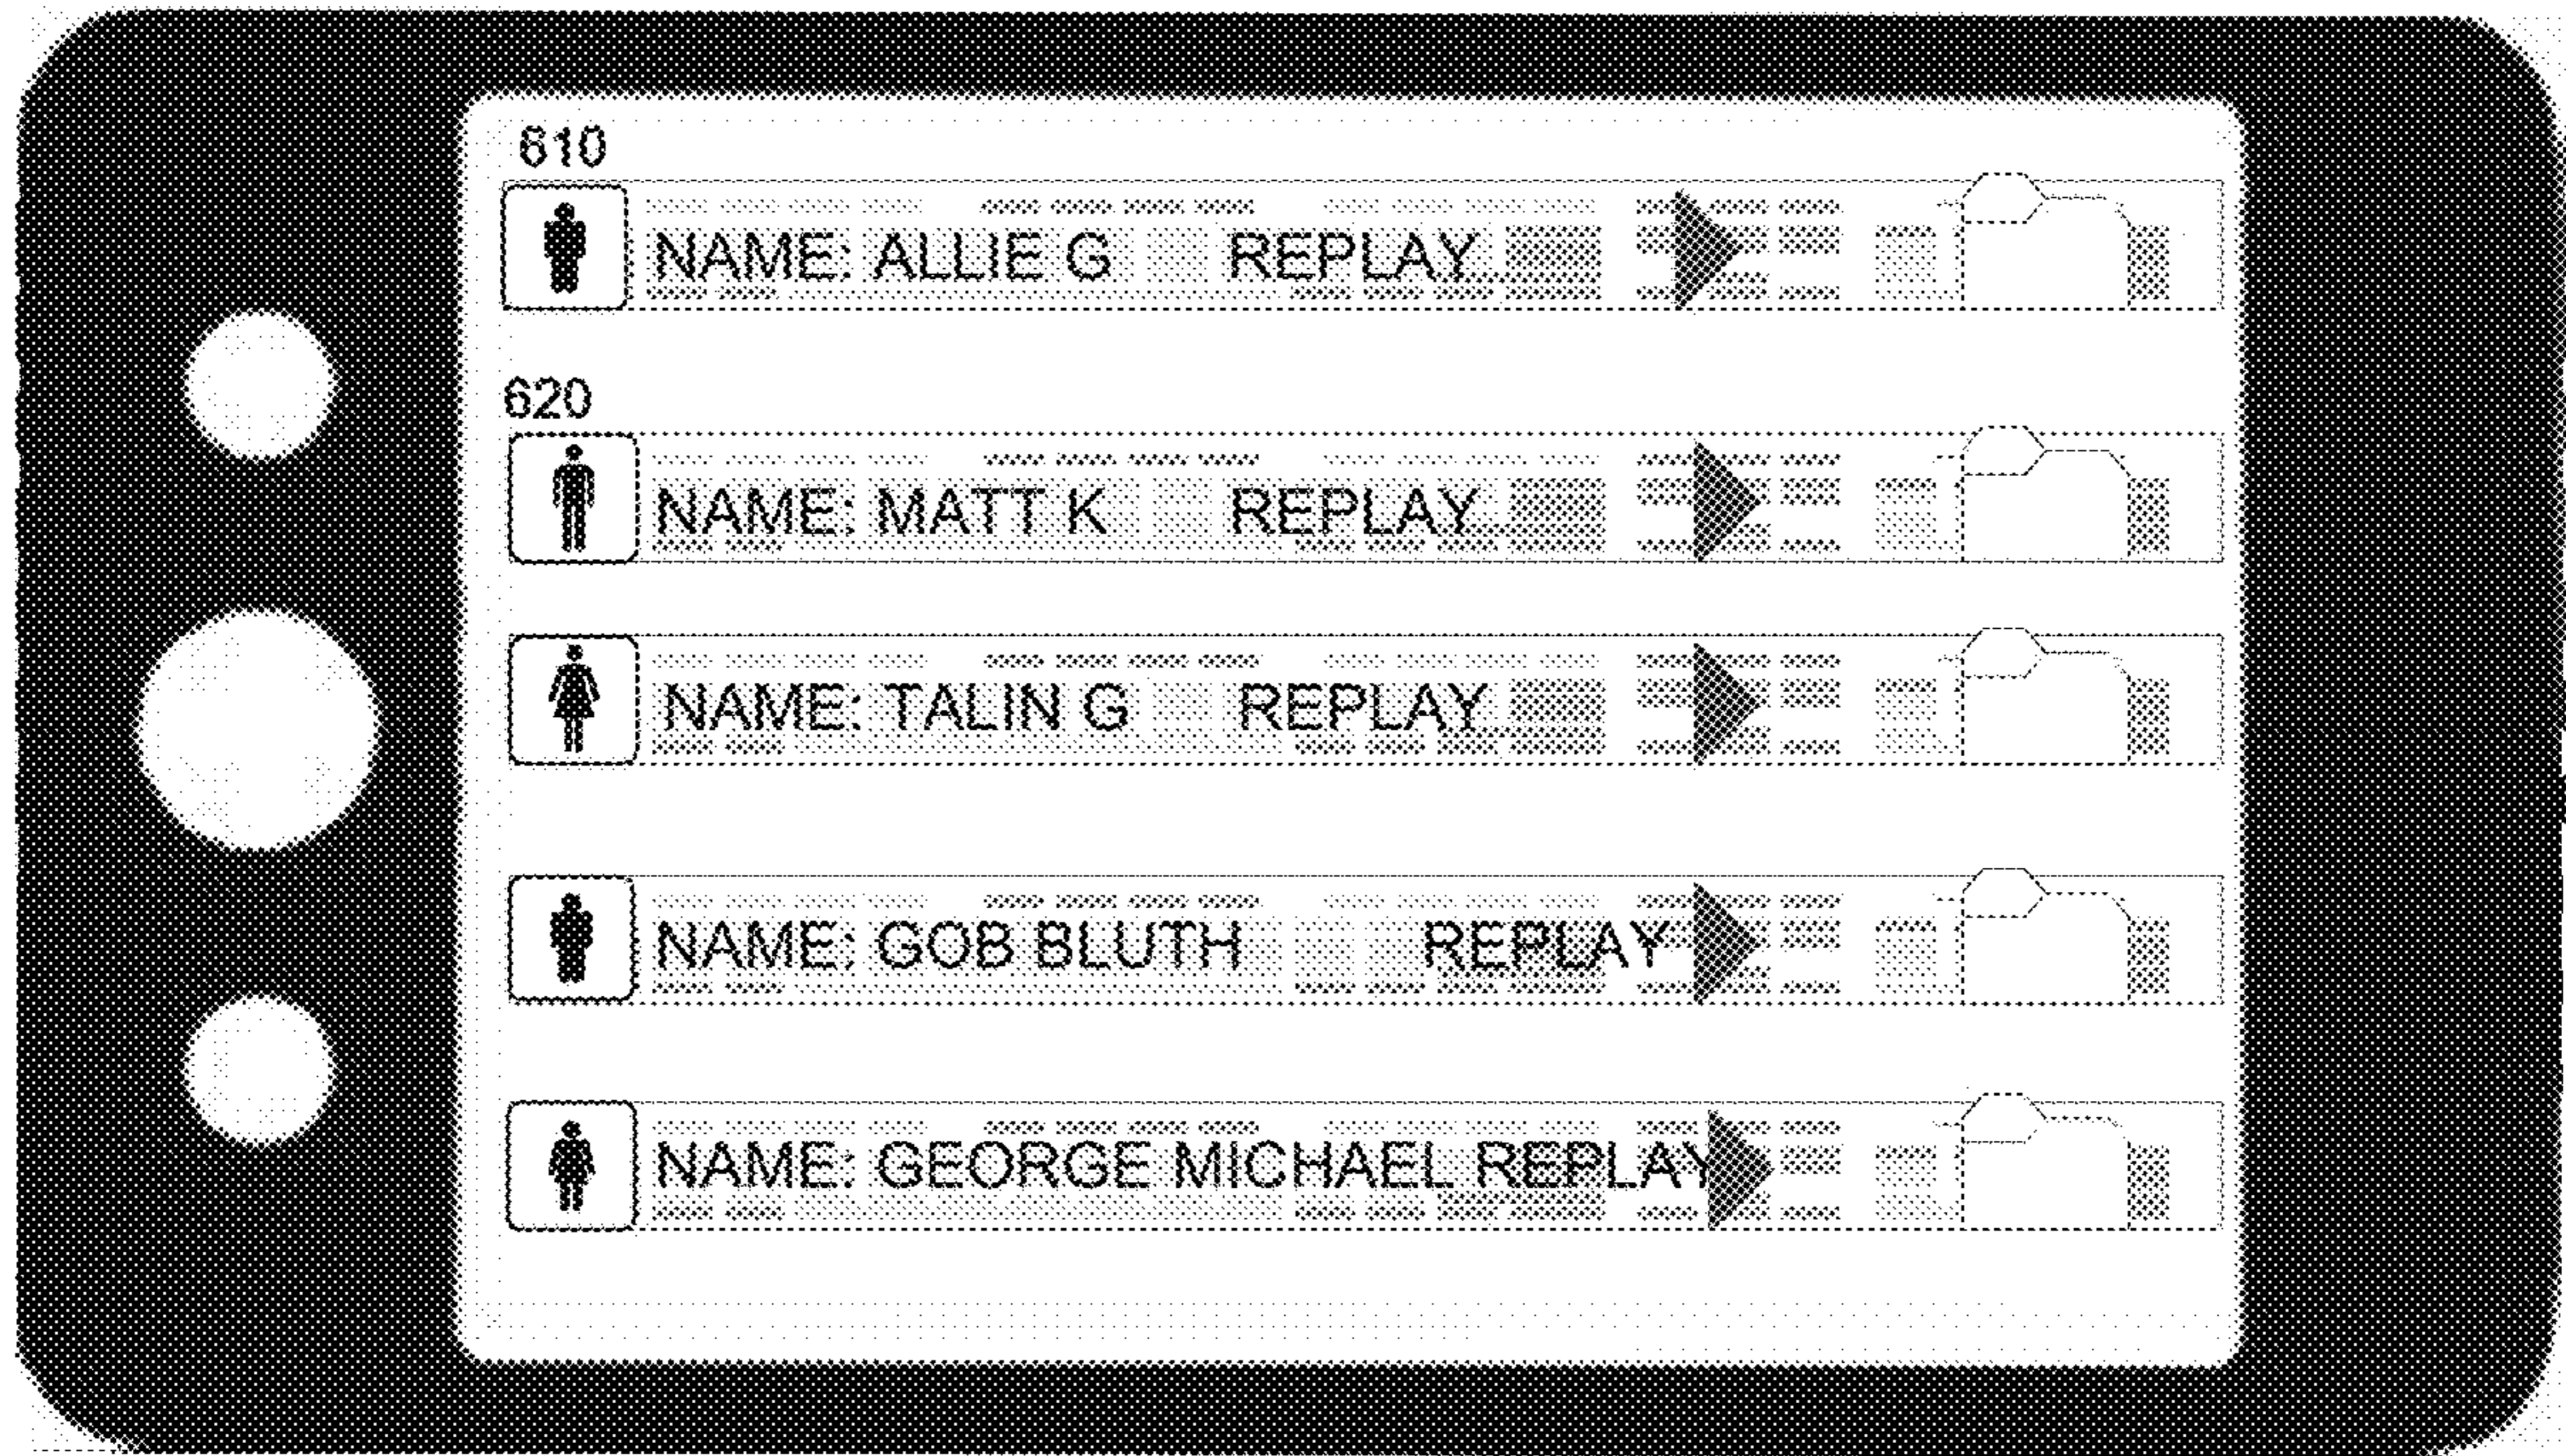 610
NAME: ALLIE G REPLAY
620
NAME: MATT K REPLAY
NAME: TALIN G REPLAY
NAME: GOB BLUTH REPLAY
NAME: GEORGE MICHAEL REPLAY